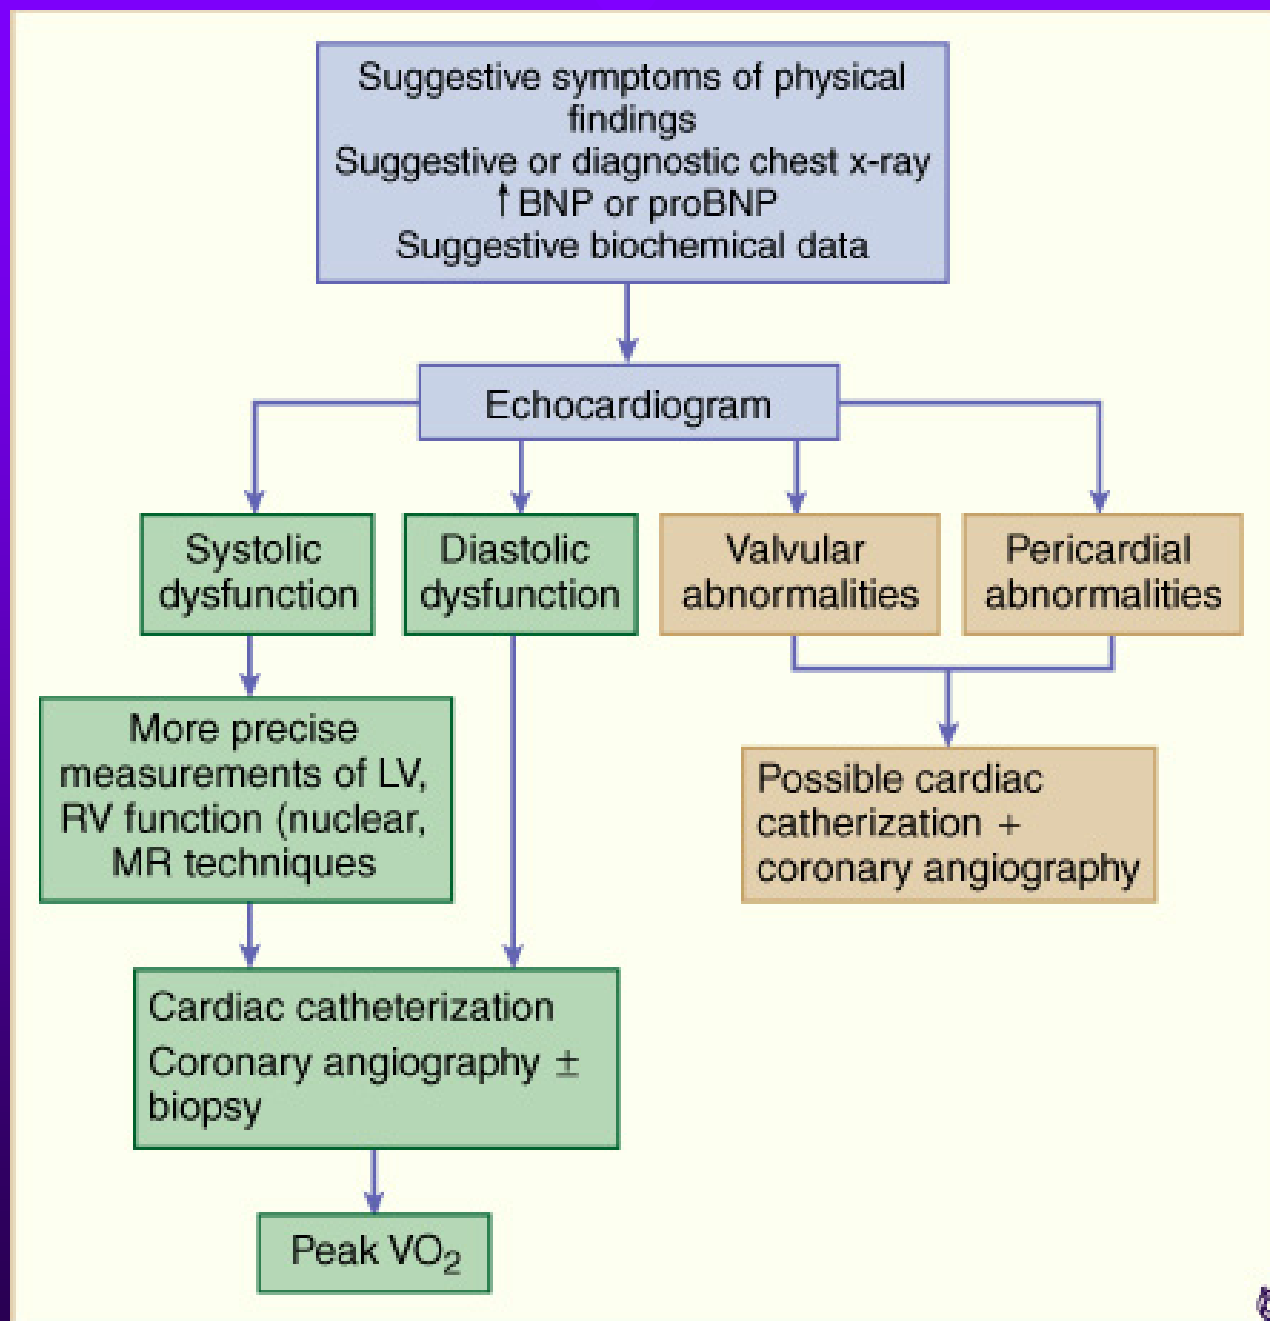 Suggestive symptoms of physical
findings
Suggestive or diagnostic chest x-ray
↑BNP or proBNP
Suggestive biochemical data
Echocardiogram
Systolic
dysfunction
Diastolic
dysfunction
Valvular
abnormalities
Pericardial
abnormalities
More precise
measurements of LV,
RV function (nuclear,
MR techniques
Possible cardiac
catherization +
coronary angiography
Cardiac catheterization
Coronary angiography ±
biopsy
Peak VO₂